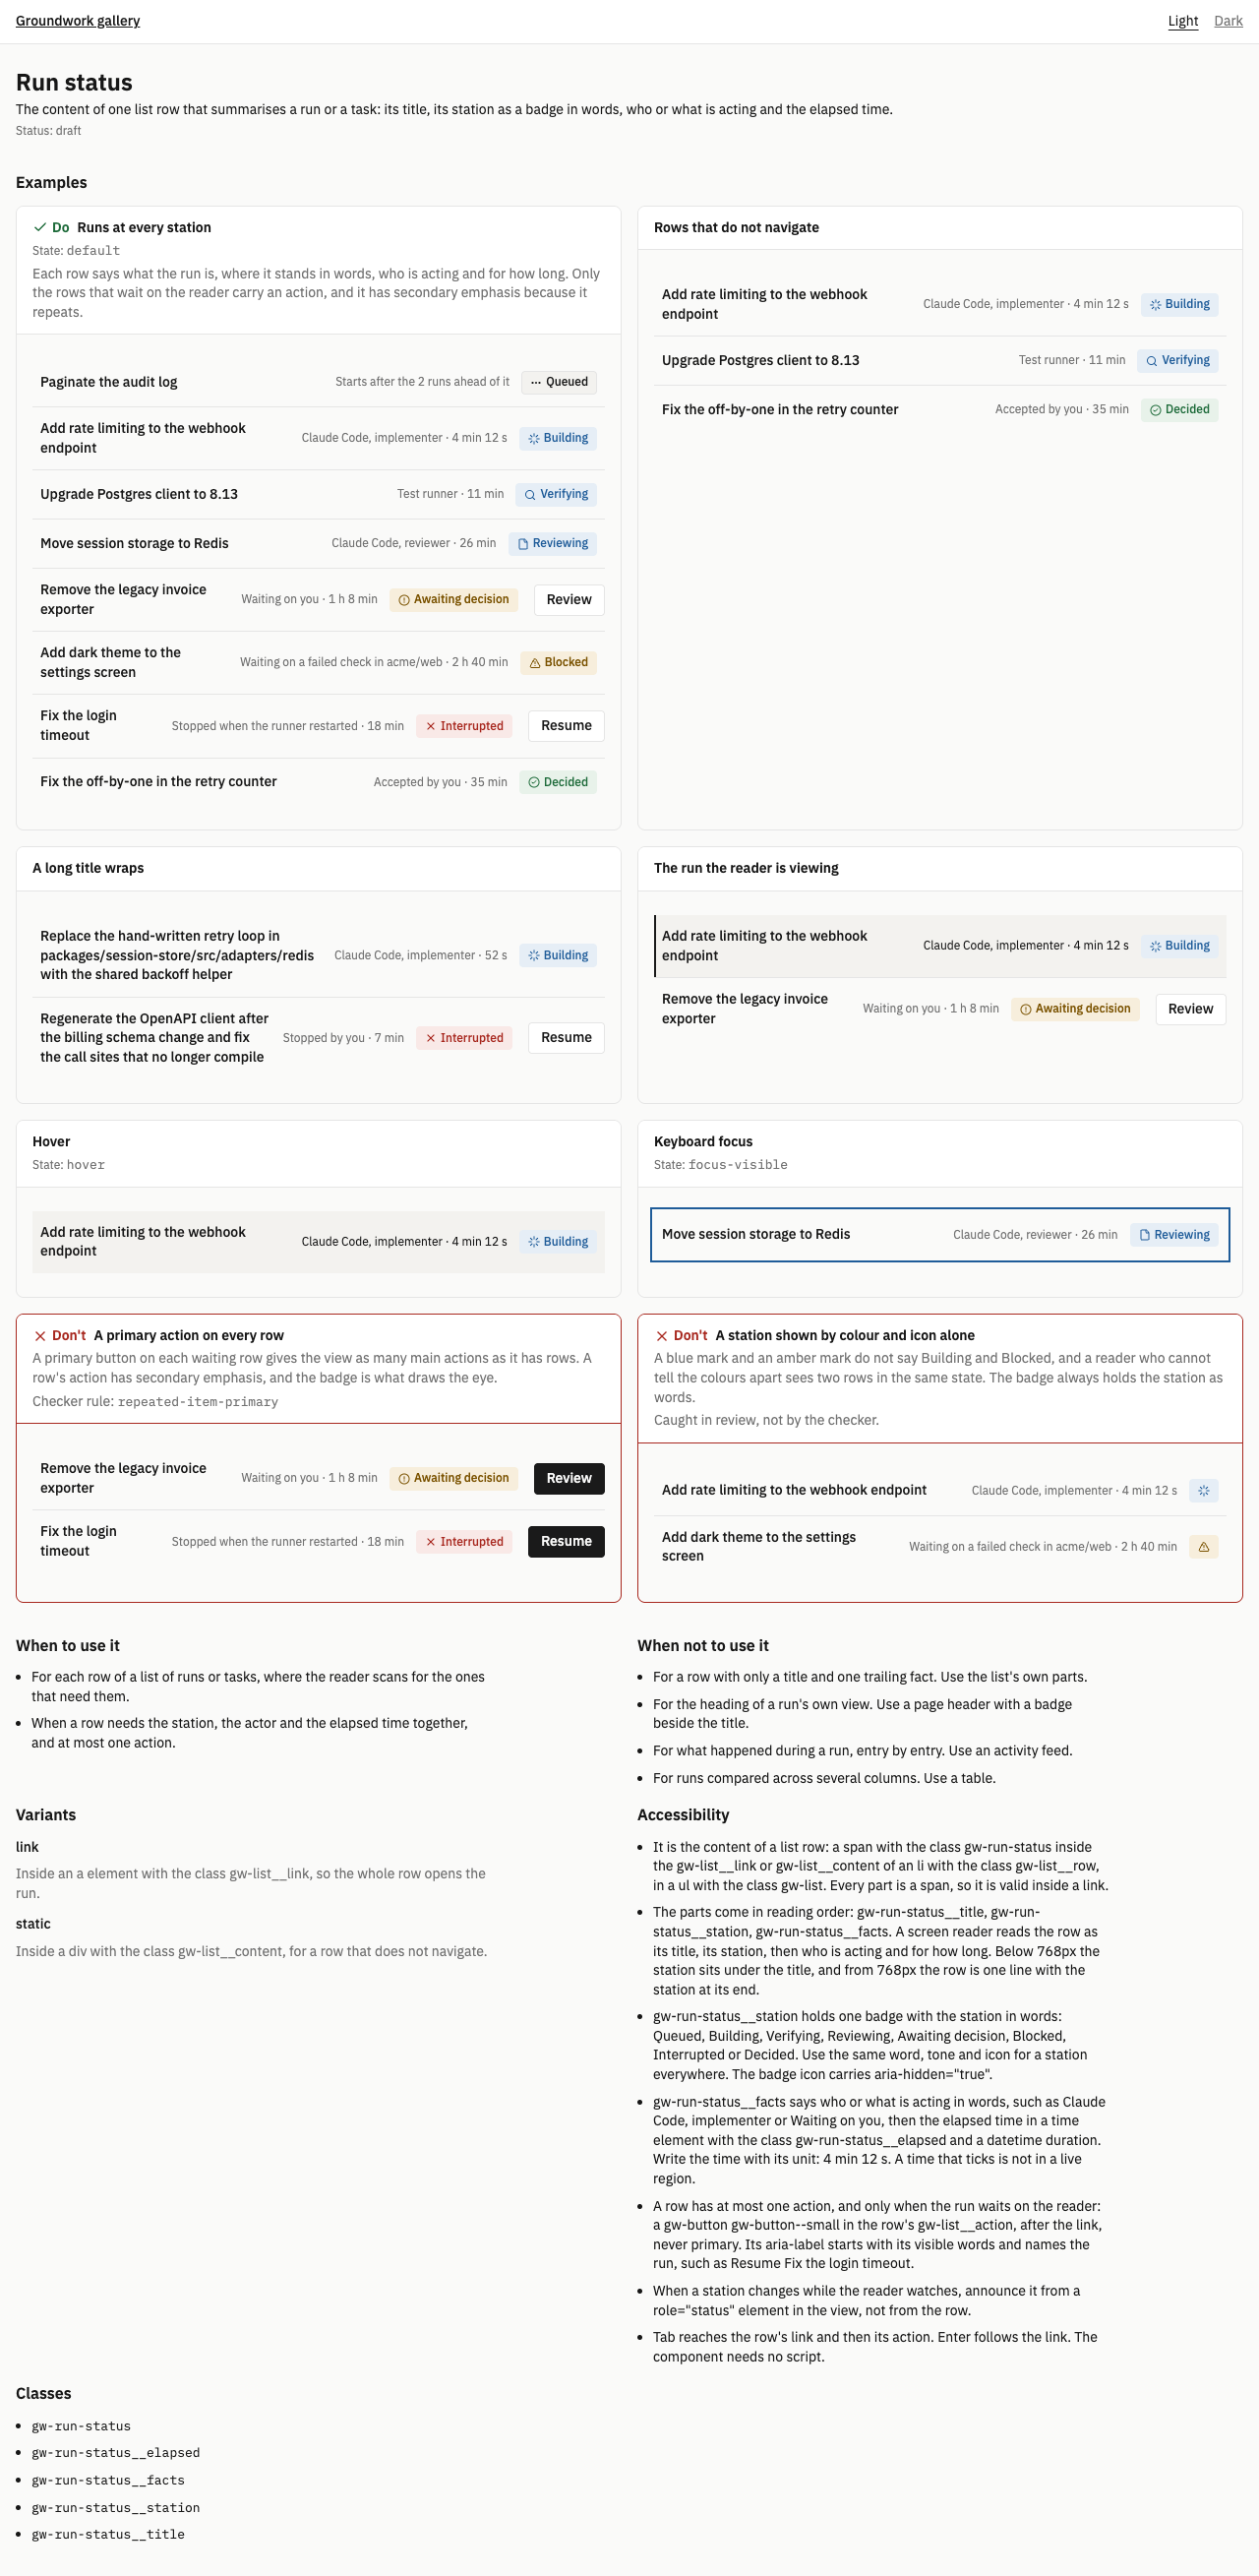 Groundwork gallery
Light Dark
Run status
The content of one list row that summarises a run or a task: its title, its station as a badge in words, who or what is acting and the elapsed time.
Status: draft
Examples
Do Runs at every station
State: default
Each row says what the run is, where it stands in words, who is acting and for how long. Only
the rows that wait on the reader carry an action, and it has secondary emphasis because it
repeats.
Paginate the audit log Starts after the 2 runs ahead of it Queued
Add rate limiting to the webhook
endpoint
Claude Code, implementer · 4 min 12 s Building
Upgrade Postgres client to 8.13 Test runner · 11 min Verifying
Move session storage to Redis Claude Code, reviewer · 26 min Reviewing
Remove the legacy invoice
exporter
Waiting on you · 1 h 8 min Awaiting decision Review
Add dark theme to the
settings screen
Waiting on a failed check in acme/web · 2 h 40 min Blocked
Fix the login
timeout
Stopped when the runner restarted · 18 min Interrupted Resume
Fix the off-by-one in the retry counter Accepted by you · 35 min Decided
Rows that do not navigate
Add rate limiting to the webhook
endpoint
Claude Code, implementer · 4 min 12 s Building
Upgrade Postgres client to 8.13 Test runner · 11 min Verifying
Fix the off-by-one in the retry counter Accepted by you · 35 min Decided
A long title wraps
Replace the hand-written retry loop in
packages/session-store/src/adapters/redis
with the shared backoff helper
Claude Code, implementer · 52 s Building
Regenerate the OpenAPI client after
the billing schema change and fix
the call sites that no longer compile
Stopped by you · 7 min Interrupted Resume
The run the reader is viewing
Add rate limiting to the webhook
endpoint
Claude Code, implementer · 4 min 12 s Building
Remove the legacy invoice
exporter
Waiting on you · 1 h 8 min Awaiting decision Review
Hover
State: hover
Add rate limiting to the webhook
endpoint
Claude Code, implementer · 4 min 12 s Building
Keyboard focus
State: focus-visible
Move session storage to Redis Claude Code, reviewer · 26 min Reviewing
Don't A primary action on every row
A primary button on each waiting row gives the view as many main actions as it has rows. A
row's action has secondary emphasis, and the badge is what draws the eye.
Checker rule: repeated-item-primary
Remove the legacy invoice
exporter
Waiting on you · 1 h 8 min Awaiting decision Review
Fix the login
timeout
Stopped when the runner restarted · 18 min Interrupted Resume
Don't A station shown by colour and icon alone
A blue mark and an amber mark do not say Building and Blocked, and a reader who cannot
tell the colours apart sees two rows in the same state. The badge always holds the station as
words.
Caught in review, not by the checker.
Add rate limiting to the webhook endpoint Claude Code, implementer · 4 min 12 s
Add dark theme to the settings
screen
Waiting on a failed check in acme/web · 2 h 40 min
When to use it
• For each row of a list of runs or tasks, where the reader scans for the ones
that need them.
• When a row needs the station, the actor and the elapsed time together,
and at most one action.
When not to use it
• For a row with only a title and one trailing fact. Use the list's own parts.
• For the heading of a run's own view. Use a page header with a badge
beside the title.
• For what happened during a run, entry by entry. Use an activity feed.
• For runs compared across several columns. Use a table.
Variants
link
Inside an a element with the class gw-list__link, so the whole row opens the
run.
static
Inside a div with the class gw-list__content, for a row that does not navigate.
Accessibility
• It is the content of a list row: a span with the class gw-run-status inside
the gw-list__link or gw-list__content of an li with the class gw-list__row,
in a ul with the class gw-list. Every part is a span, so it is valid inside a link.
• The parts come in reading order: gw-run-status__title, gw-run-
status__station, gw-run-status__facts. A screen reader reads the row as
its title, its station, then who is acting and for how long. Below 768px the
station sits under the title, and from 768px the row is one line with the
station at its end.
• gw-run-status__station holds one badge with the station in words:
Queued, Building, Verifying, Reviewing, Awaiting decision, Blocked,
Interrupted or Decided. Use the same word, tone and icon for a station
everywhere. The badge icon carries aria-hidden="true".
• gw-run-status__facts says who or what is acting in words, such as Claude
Code, implementer or Waiting on you, then the elapsed time in a time
element with the class gw-run-status__elapsed and a datetime duration.
Write the time with its unit: 4 min 12 s. A time that ticks is not in a live
region.
• A row has at most one action, and only when the run waits on the reader:
a gw-button gw-button--small in the row's gw-list__action, after the link,
never primary. Its aria-label starts with its visible words and names the
run, such as Resume Fix the login timeout.
• When a station changes while the reader watches, announce it from a
role="status" element in the view, not from the row.
• Tab reaches the row's link and then its action. Enter follows the link. The
component needs no script.
Classes
• gw-run-status
• gw-run-status__elapsed
• gw-run-status__facts
• gw-run-status__station
• gw-run-status__title